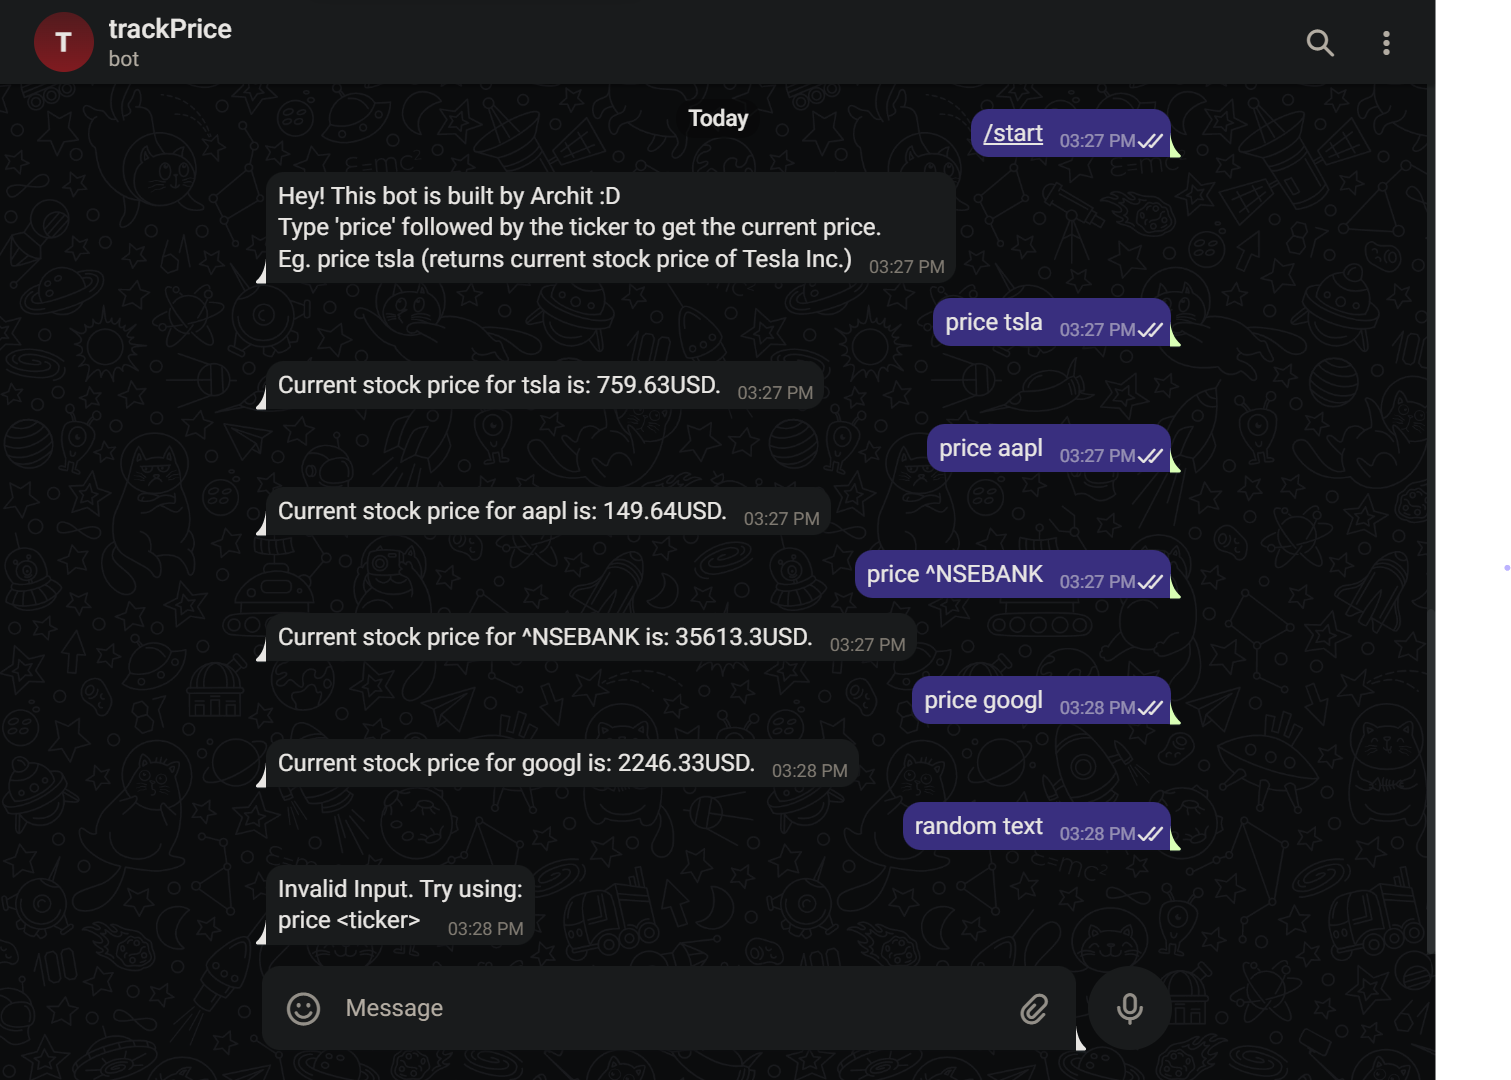 T
trackPrice
bot
Today
/start 03:27 PM
Hey! This bot is built by Archit :D
Type 'price' followed by the ticker to get the current price.
Eg. price tsla (returns current stock price of Tesla Inc.) 03:27 PM
price tsla 03:27 PM
Current stock price for tsla is: 759.63USD. 03:27 PM
price aapl 03:27 PM
Current stock price for aapl is: 149.64USD. 03:27 PM
price ^NSEBANK 03:27 PM
Current stock price for ^NSEBANK is: 35613.3USD. 03:27 PM
price googl 03:28 PM
Current stock price for googl is: 2246.33USD. 03:28 PM
random text 03:28 PM
Invalid Input. Try using:
price <ticker> 03:28 PM
Message